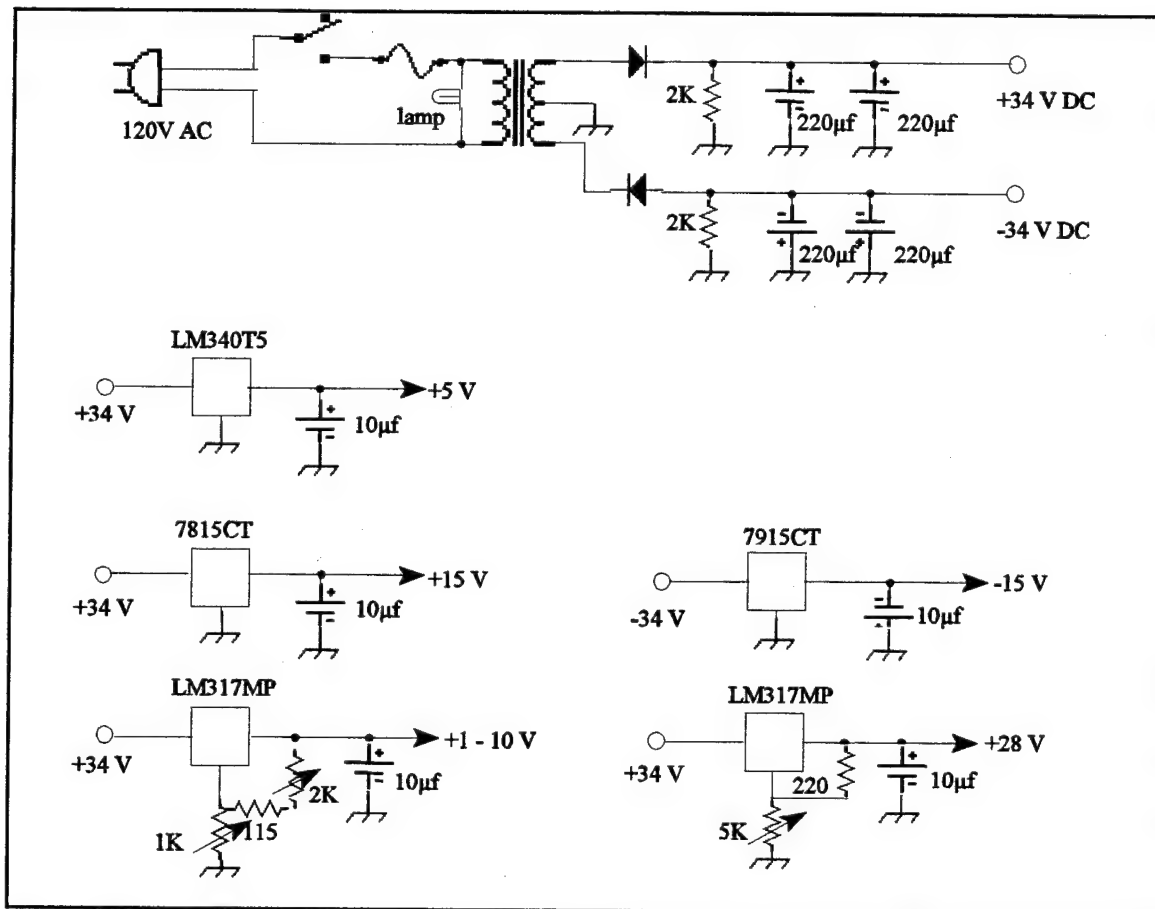 120V AC
lamp
2K
220μf
220μf
+34 V DC
2K
220μf
220μf
-34 V DC
LM340T5
+34 V
+5 V
10μf
7815CT
+34 V
+15 V
10μf
7915CT
-34 V
-15 V
10μf
LM317MP
+34 V
+1 - 10 V
10μf
2K
115
1K
LM317MP
+34 V
+28 V
220
10μf
5K